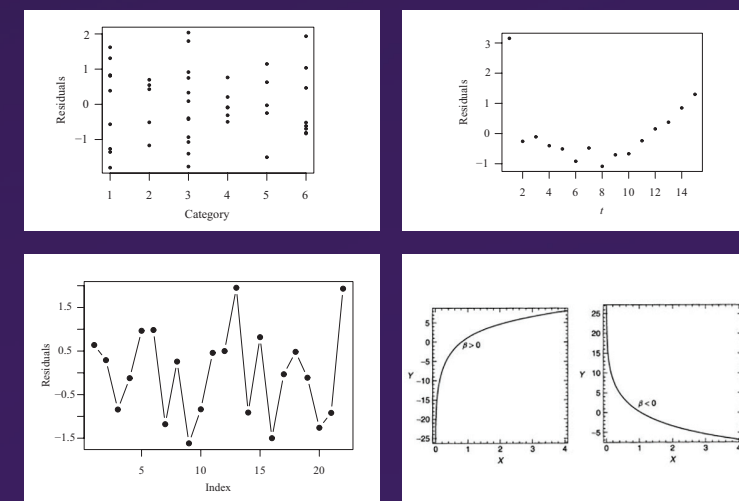 Residuals
2
1
0
−1
1 2 3 4 5 6
Category
Residuals
3
2
1
0
−1
2 4 6 8 10 12 14
t
Residuals
1.5
0.5
−0.5
−1.5
5 10 15 20
Index
Y
5
0
−5
−10
−15
−20
−25
β > 0
0 1 2 3 4
X
Y
25
20
15
10
5
0
−5
β < 0
0 1 2 3 4
X